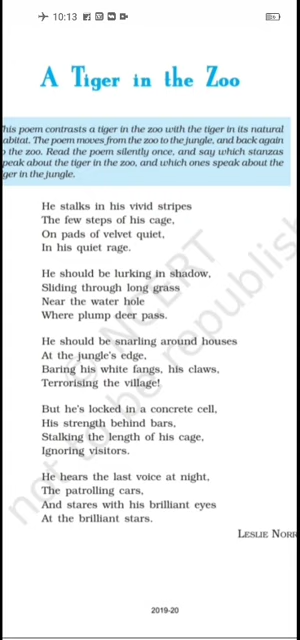 10:13
A Tiger in the Zoo
his poem contrasts a tiger in the zoo with the tiger in its natural
abitat. The poem moves from the zoo to the jungle, and back again
the zoo. Read the poem silently once, and say which stanzas
peak about the tiger in the zoo, and which ones speak about the
ger in the jungle.
He stalks in his vivid stripes
The few steps of his cage,
On pads of velvet quiet,
In his quiet rage.
He should be lurking in shadow,
Sliding through long grass
Near the water hole
Where plump deer pass.
He should be snarling around houses
At the jungle's edge,
Baring his white fangs, his claws,
Terrorising the village!
But he's locked in a concrete cell,
His strength behind bars,
Stalking the length of his cage,
Ignoring visitors.
He hears the last voice at night,
The patrolling cars,
And stares with his brilliant eyes
At the brilliant stars.
LESLIE NORR
not to be republish
2019-20